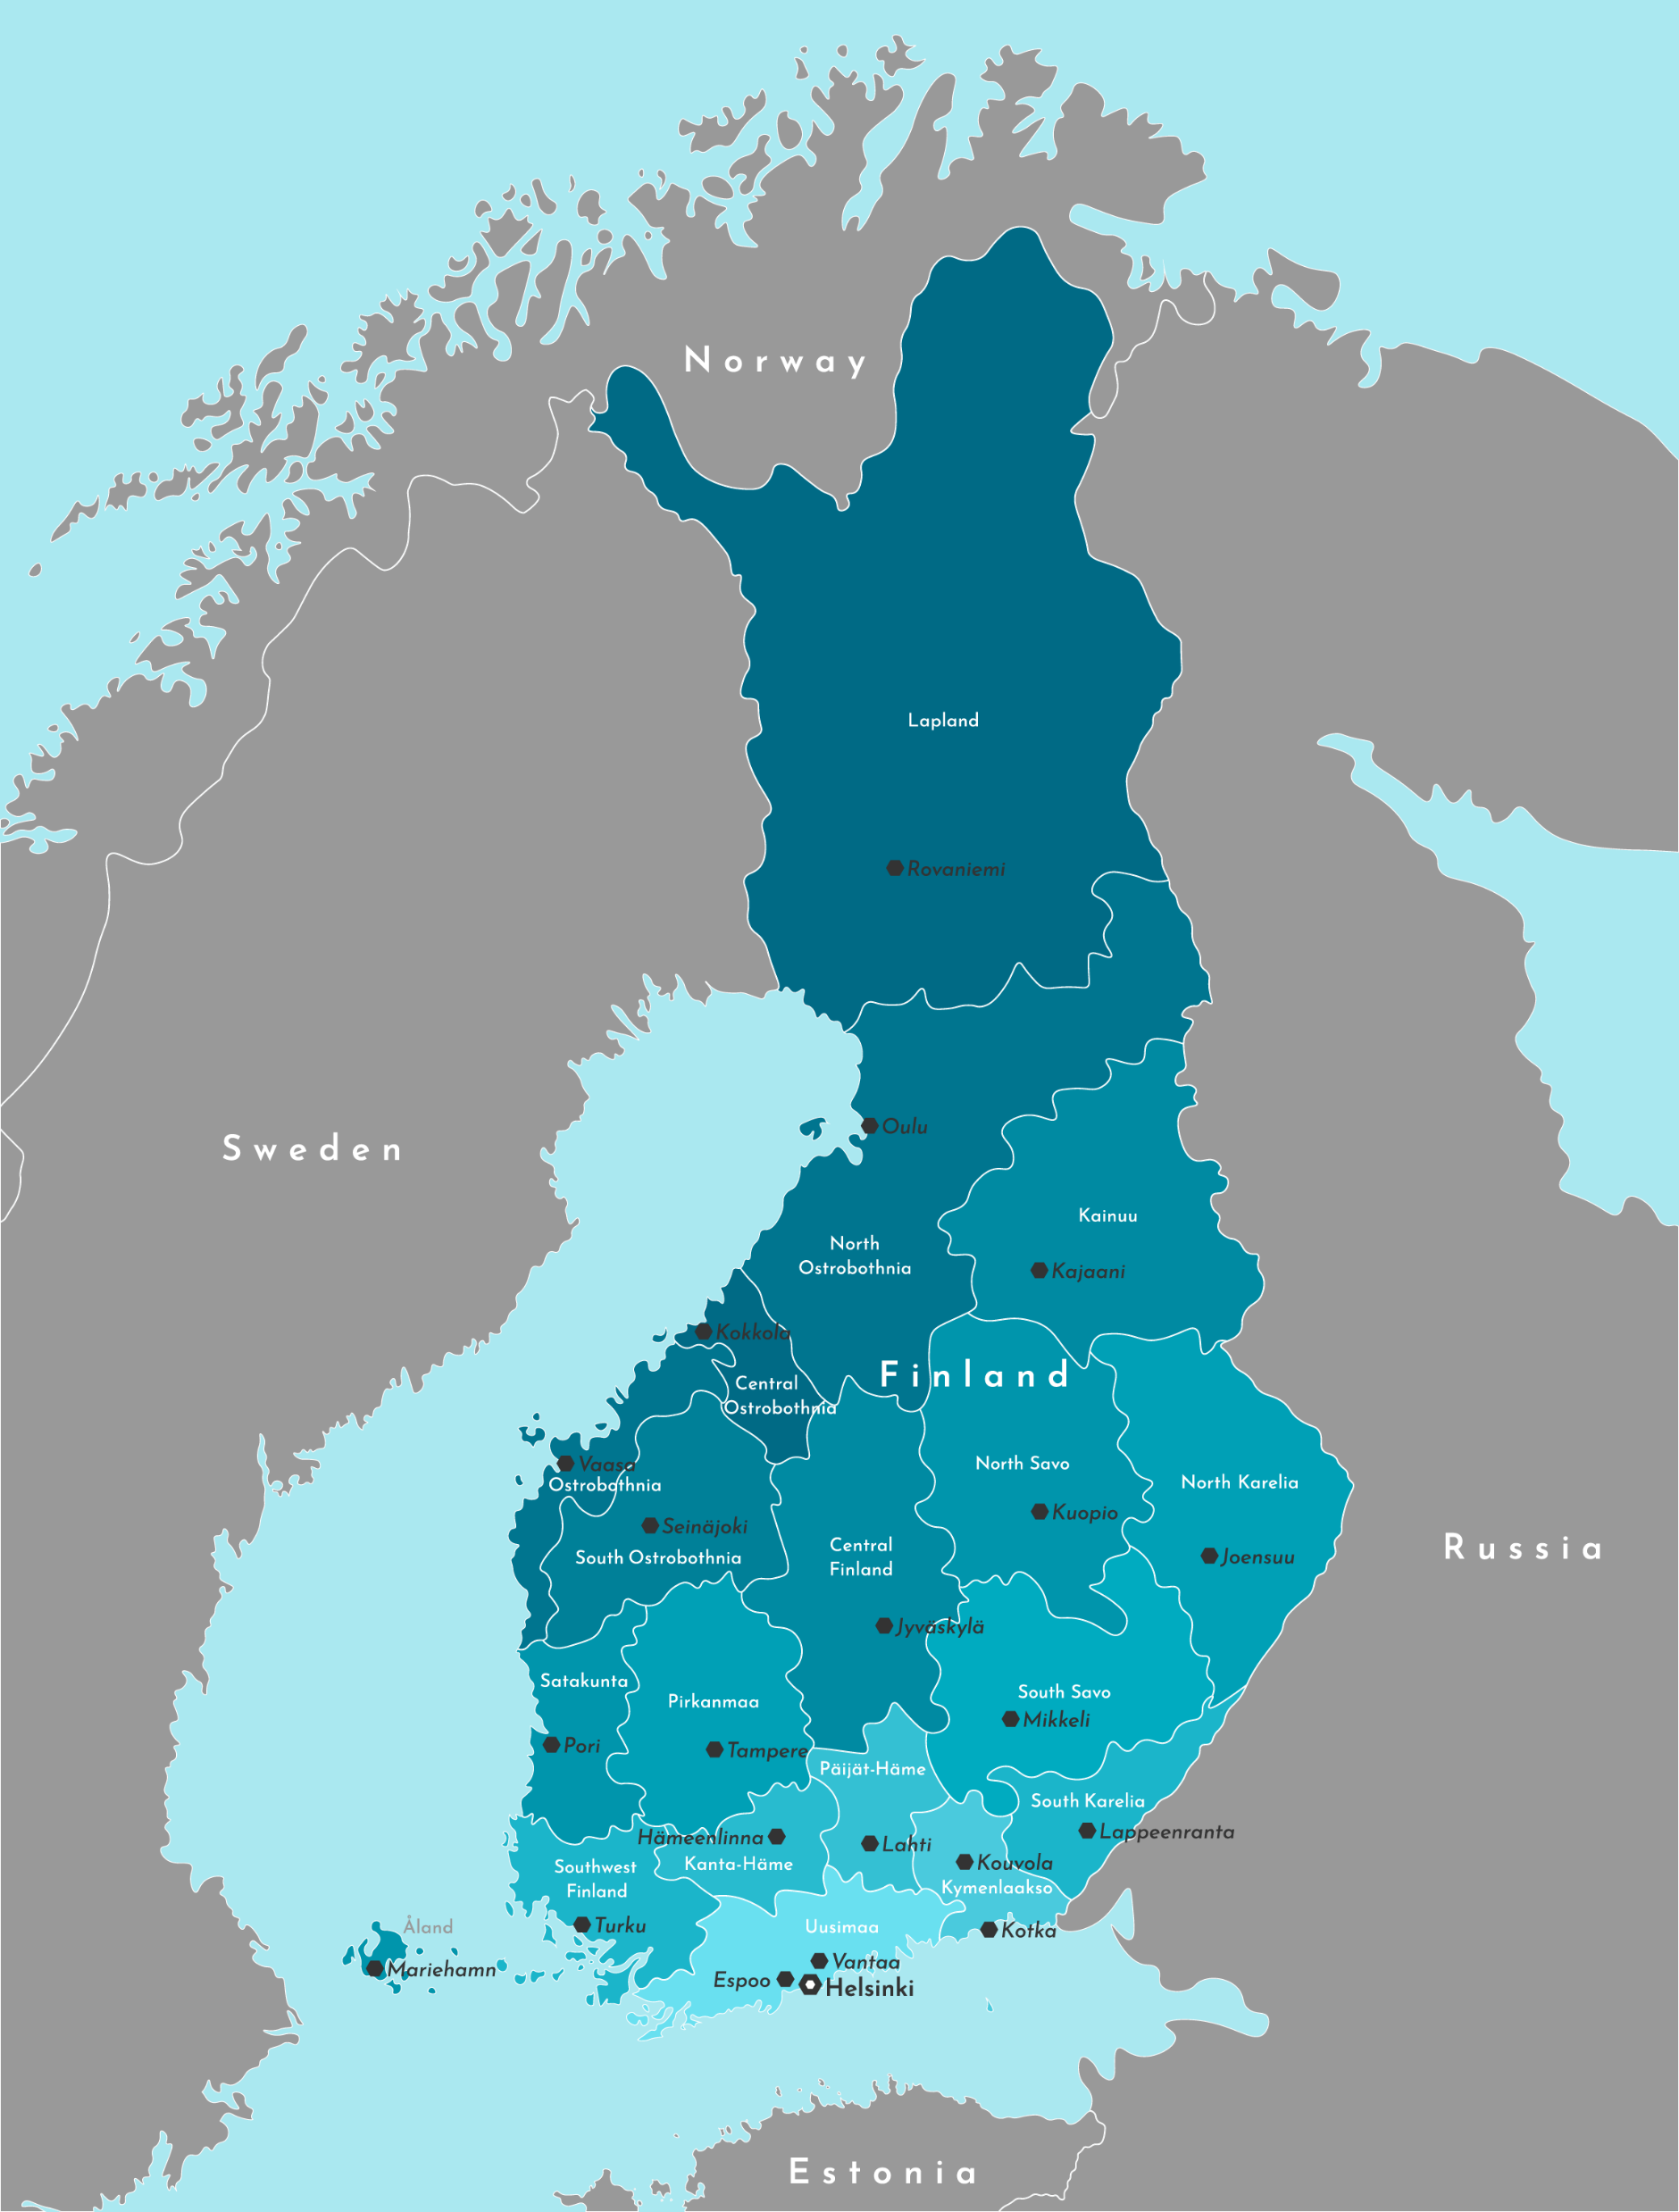 Norway
Lapland
Rovaniemi
Oulu
Sweden
Kainuu
North
Ostrobothnia
Kajaani
Kokkola
Finland
Central
Ostrobothnia
Vaasa
Ostrobothnia
North Savo
North Karelia
Kuopio
Seinäjoki
South Ostrobothnia
Central
Finland
Joensuu
Russia
Jyväskylä
Satakunta
Pirkanmaa
South Savo
Mikkeli
Pori
Tampere
Päijät-Häme
South Karelia
Lappeenranta
Hämeenlinna
Lahti
Kanta-Häme
Kouvola
Kymenlaakso
Southwest
Finland
Turku
Uusimaa
Kotka
Åland
Mariehamn
Vantaa
Espoo
Helsinki
Estonia